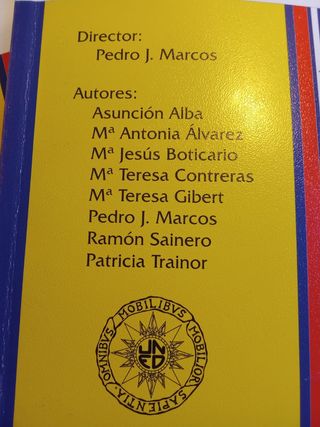 Director:
Pedro J. Marcos
Autores:
Asunción Alba
Mª Antonia Álvarez
Mª Jesús Boticario
Mª Teresa Contreras
Mª Teresa Gibert
Pedro J. Marcos
Ramón Sainero
Patricia Trainor
OMNIBVS MOBILIBVS MOBILIOR SAPIENTIA
UNED